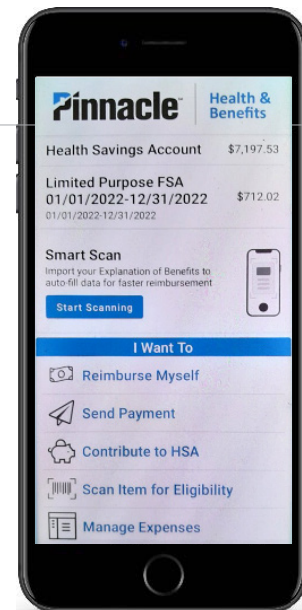 Pinnacle™ Health & Benefits
Health Savings Account $7,197.53
Limited Purpose FSA
01/01/2022-12/31/2022 $712.02
01/01/2022-12/31/2022
Smart Scan
Import your Explanation of Benefits to
auto-fill data for faster reimbursement
Start Scanning
I Want To
Reimburse Myself
Send Payment
Contribute to HSA
Scan Item for Eligibility
Manage Expenses